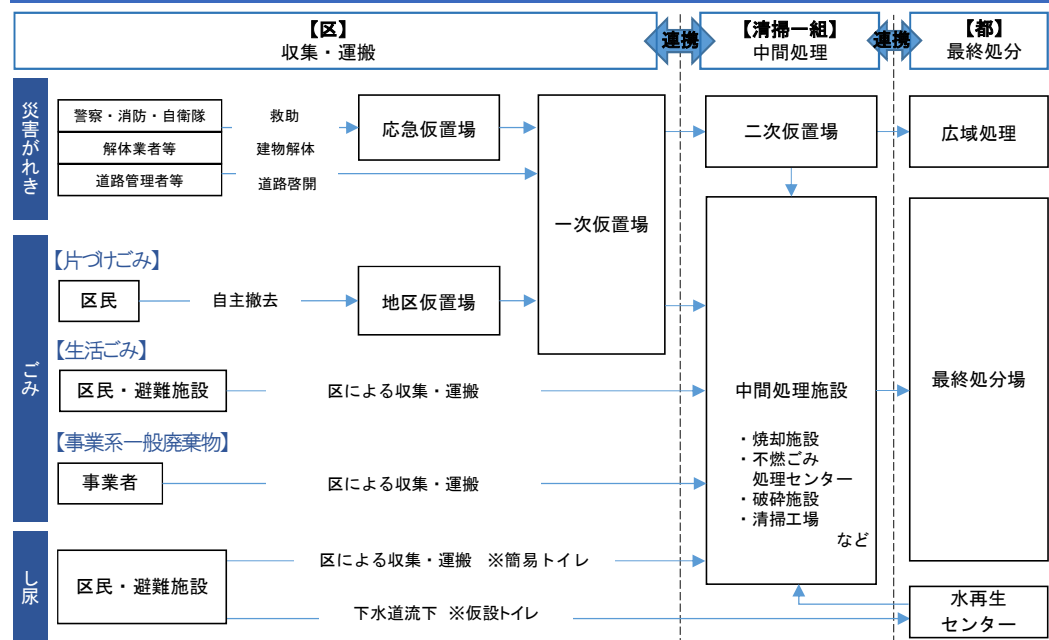 【区】
収集・運搬
連携
【清掃一組】
中間処理
連携
【都】
最終処分
災害がれき
警察・消防・自衛隊
救助
解体業者等
建物解体
道路管理者等
道路啓開
応急仮置場
一次仮置場
二次仮置場
広域処理
ごみ
【片づけごみ】
区民
自主撤去
地区仮置場
【生活ごみ】
区民・避難施設
区による収集・運搬
【事業系一般廃棄物】
事業者
区による収集・運搬
中間処理施設
・焼却施設
・不燃ごみ
処理センター
・破砕施設
・清掃工場
など
最終処分場
し尿
区民・避難施設
区による収集・運搬 ※簡易トイレ
下水道流下 ※仮設トイレ
水再生
センター